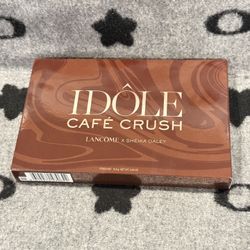 IDÔLE
CAFÉ CRUSH
LANCÔME X SHEIKA DALEY